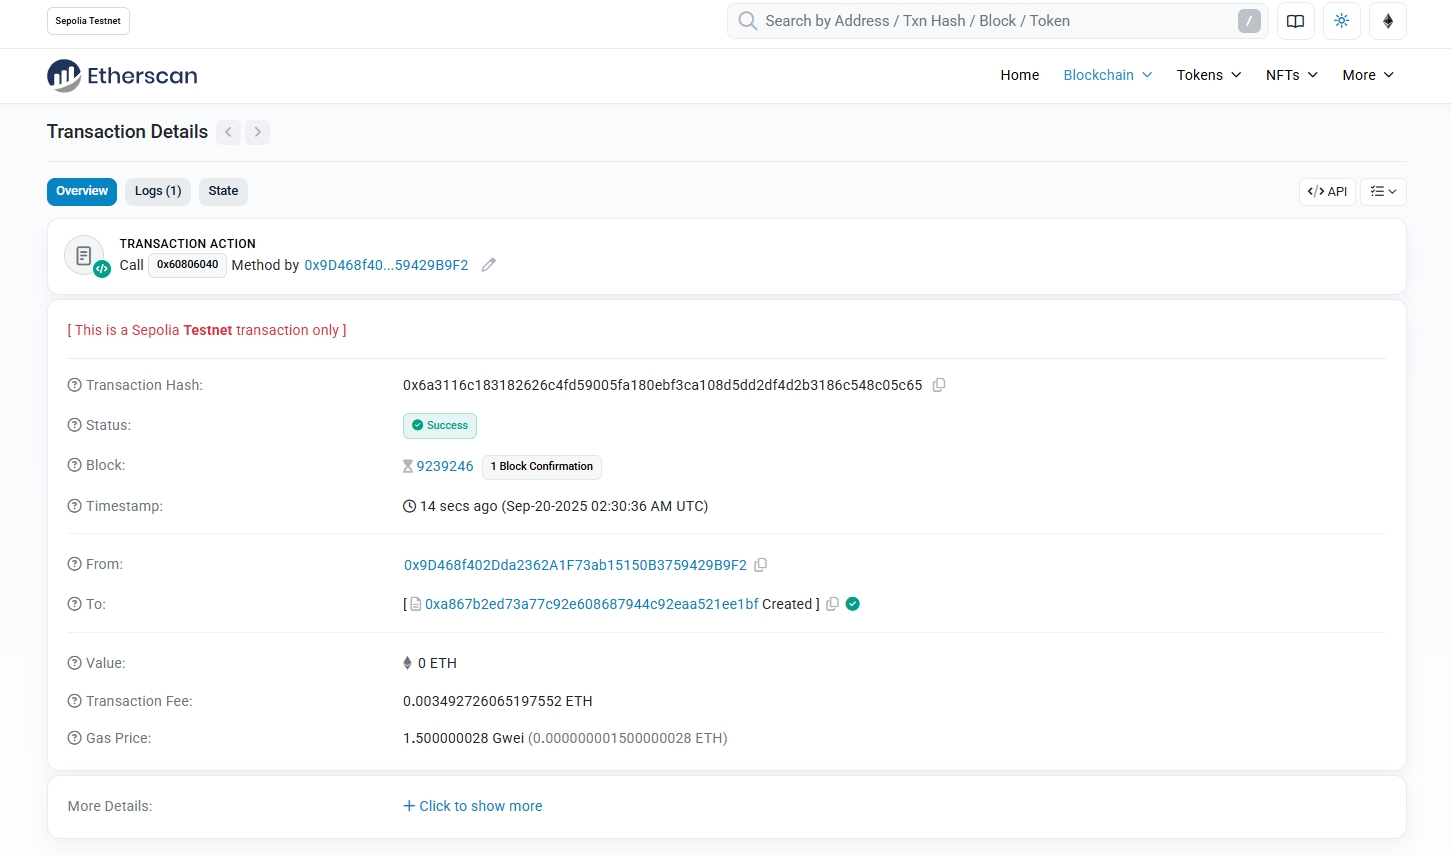 Sepolia Testnet
Search by Address / Txn Hash / Block / Token /
Etherscan
Home Blockchain Tokens NFTs More
Transaction Details
Overview Logs (1) State </> API
TRANSACTION ACTION
Call 0x60806040 Method by 0x9D468f40...59429B9F2
[ This is a Sepolia Testnet transaction only ]
Transaction Hash: 0x6a3116c183182626c4fd59005fa180ebf3ca108d5dd2df4d2b3186c548c05c65
Status: Success
Block: 9239246 1 Block Confirmation
Timestamp: 14 secs ago (Sep-20-2025 02:30:36 AM UTC)
From: 0x9D468f402Dda2362A1F73ab15150B3759429B9F2
To: [ 0xa867b2ed73a77c92e608687944c92eaa521ee1bf Created ]
Value: 0 ETH
Transaction Fee: 0.003492726065197552 ETH
Gas Price: 1.500000028 Gwei (0.000000001500000028 ETH)
More Details: + Click to show more